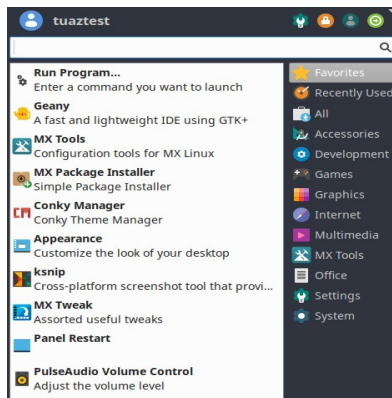 tuaztest
Run Program...
Enter a command you want to launch
Geany
A fast and lightweight IDE using GTK+
MX Tools
Configuration tools for MX Linux
MX Package Installer
Simple Package Installer
Conky Manager
Conky Theme Manager
Appearance
Customize the look of your desktop
ksnip
Cross-platform screenshot tool that provi...
MX Tweak
Assorted useful tweaks
Panel Restart
PulseAudio Volume Control
Adjust the volume level
Favorites
Recently Used
All
Accessories
Development
Games
Graphics
Internet
Multimedia
MX Tools
Office
Settings
System